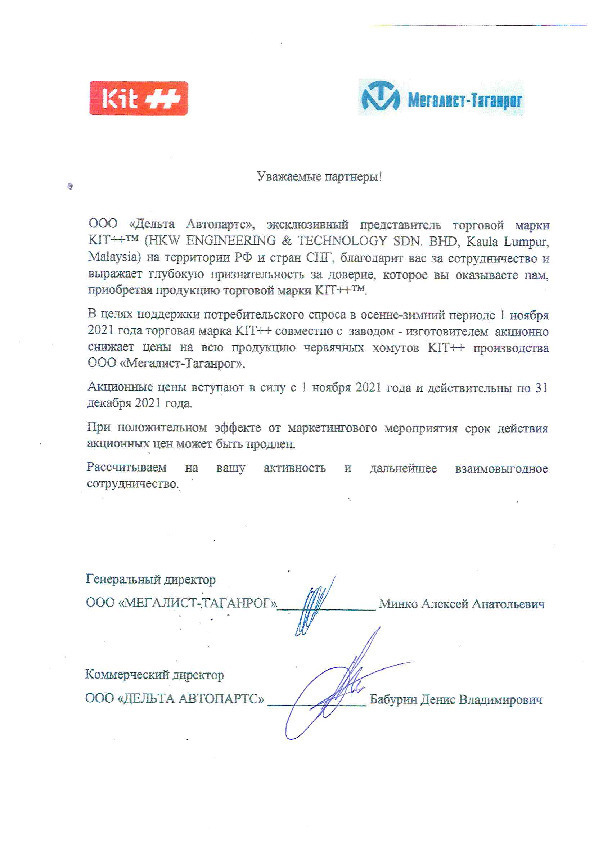 Kit ++
Мегалист-Таганрог
Уважаемые партнеры!
ООО «Дельта Автопартс», эксклюзивный представитель торговой марки
KIT++™ (HKW ENGINEERING & TECHNOLOGY SDN. BHD, Kaula Lumpur,
Malaysia) на территории РФ и стран СНГ, благодарит вас за сотрудничество и
выражает глубокую признательность за доверие, которое вы оказываете нам,
приобретая продукцию торговой марки KIT++™.
В целях поддержки потребительского спроса в осенне-зимний период с 1 ноября
2021 года торговая марка KIT++ совместно с заводом - изготовителем акционно
снижает цены на всю продукцию червячных хомутов KIT++ производства
ООО «Мегалист-Таганрог».
Акционные цены вступают в силу с 1 ноября 2021 года и действительны по 31
декабря 2021 года.
При положительном эффекте от маркетингового мероприятия срок действия
акционных цен может быть продлен.
Рассчитываем на вашу активность и дальнейшее взаимовыгодное
сотрудничество.
Генеральный директор
ООО «МЕГАЛИСТ-ТАГАНРОГ» Минко Алексей Анатольевич
Коммерческий директор
ООО «ДЕЛЬТА АВТОПАРТС» Бабурин Денис Владимирович